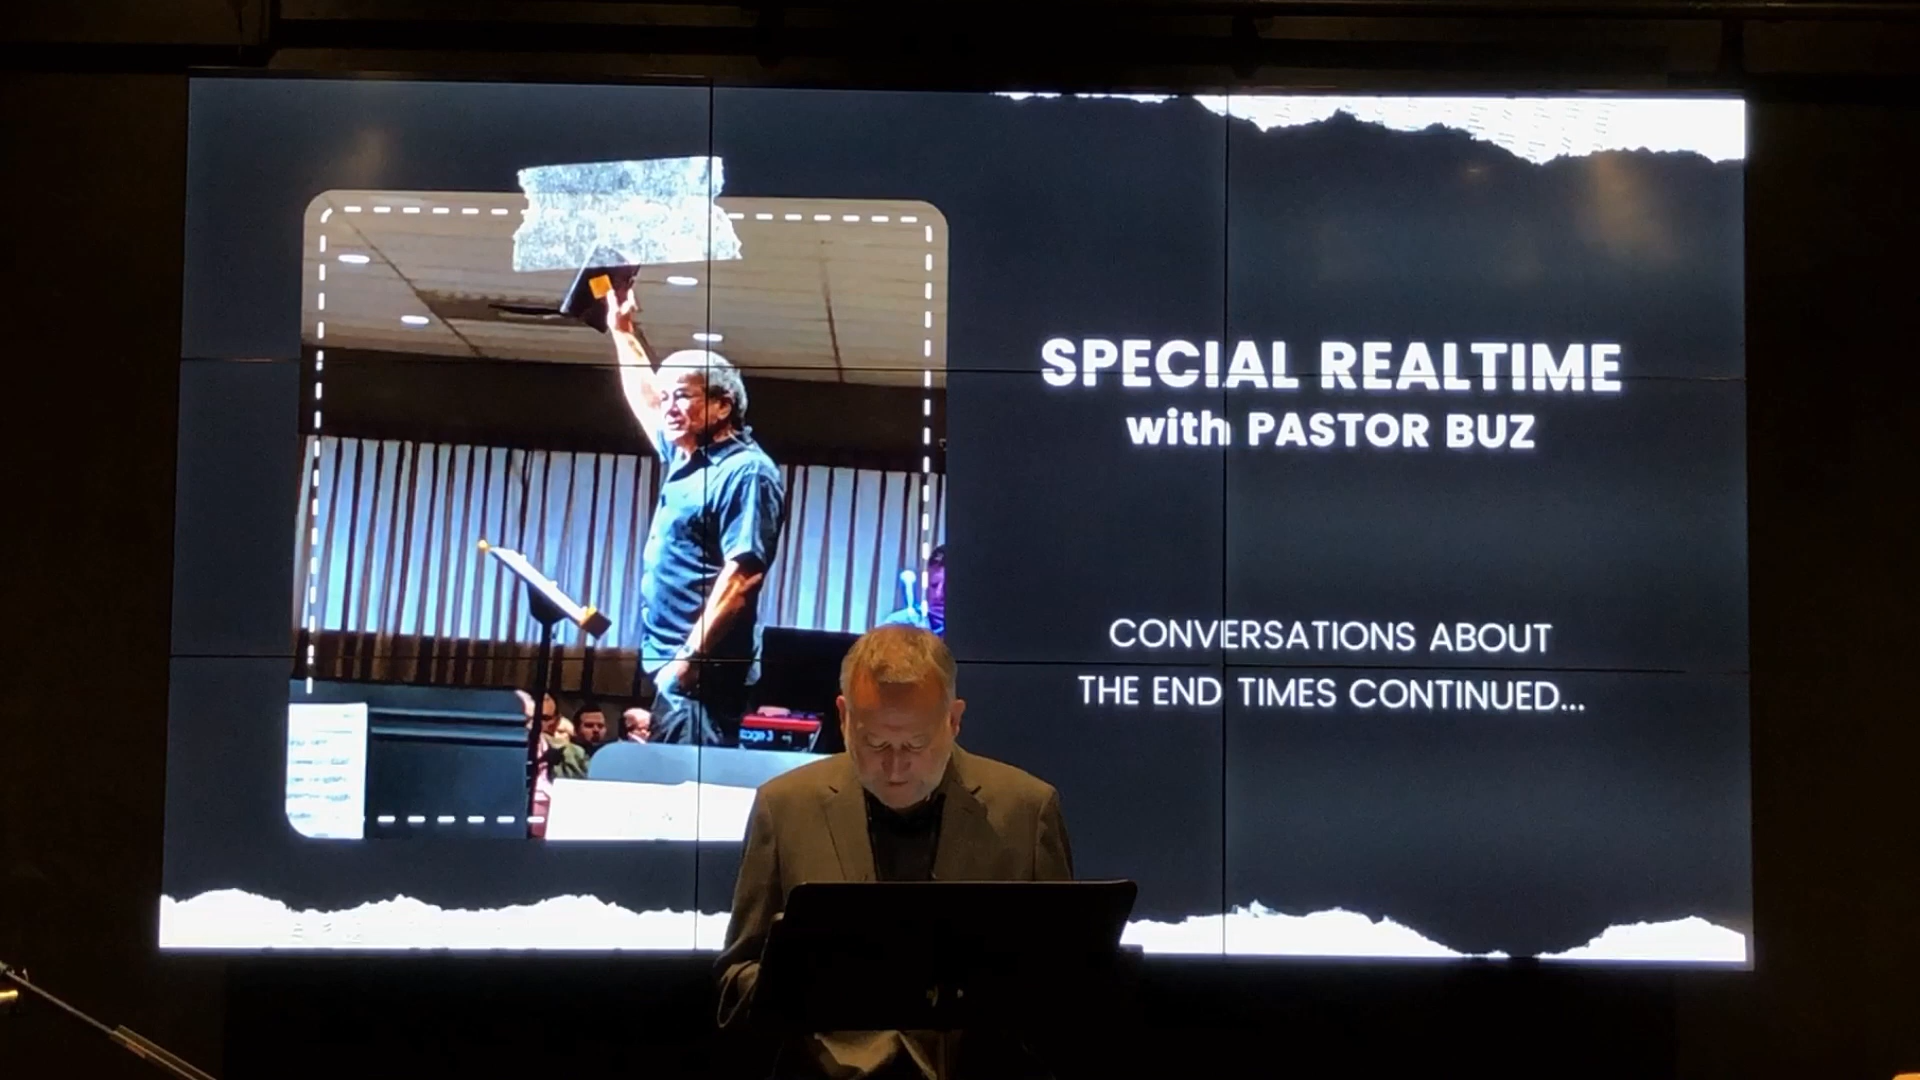 SPECIAL REALTIME
with PASTOR BUZ
CONVERSATIONS ABOUT
THE END TIMES CONTINUED...